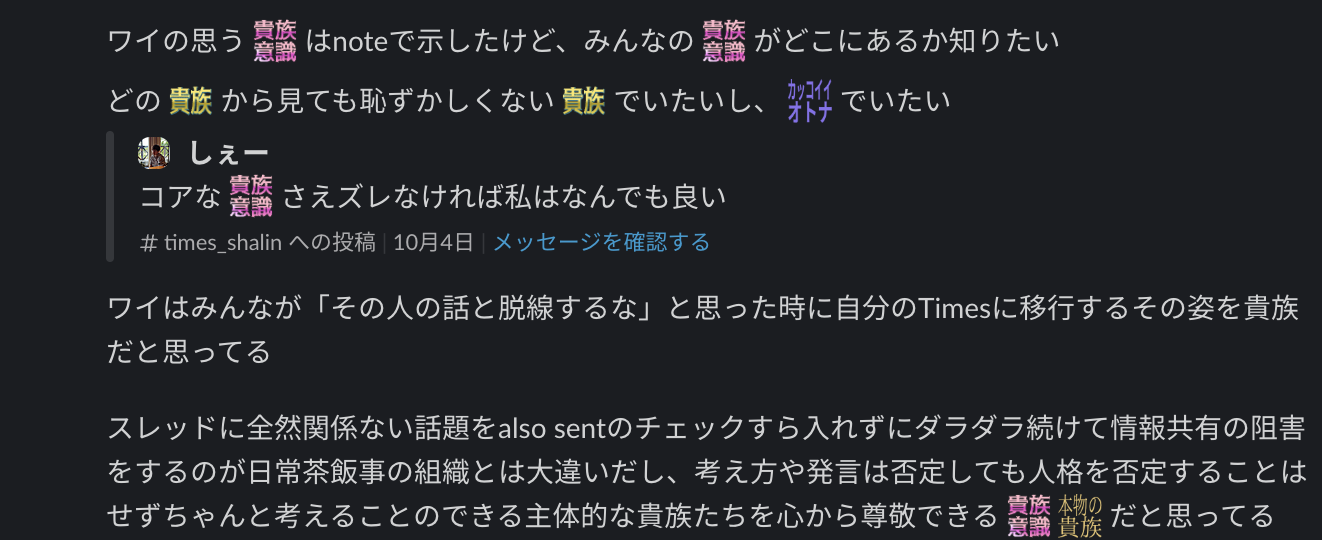 ワイの思う 貴族意識 はnoteで示したけど、みんなの 貴族意識 がどこにあるか知りたい
どの 貴族 から見ても恥ずかしくない 貴族 でいたいし、 カッコイイオトナ でいたい
しぇー
コアな 貴族意識 さえズレなければ私はなんでも良い
# times_shalin への投稿 | 10月4日 | メッセージを確認する
ワイはみんなが「その人の話と脱線するな」と思った時に自分のTimesに移行するその姿を貴族
だと思ってる
スレッドに全然関係ない話題をalso sentのチェックすら入れずにダラダラ続けて情報共有の阻害
をするのが日常茶飯事の組織とは大違いだし、考え方や発言は否定しても人格を否定することは
せずちゃんと考えることのできる主体的な貴族たちを心から尊敬できる 貴族意識 本物の貴族 だと思ってる